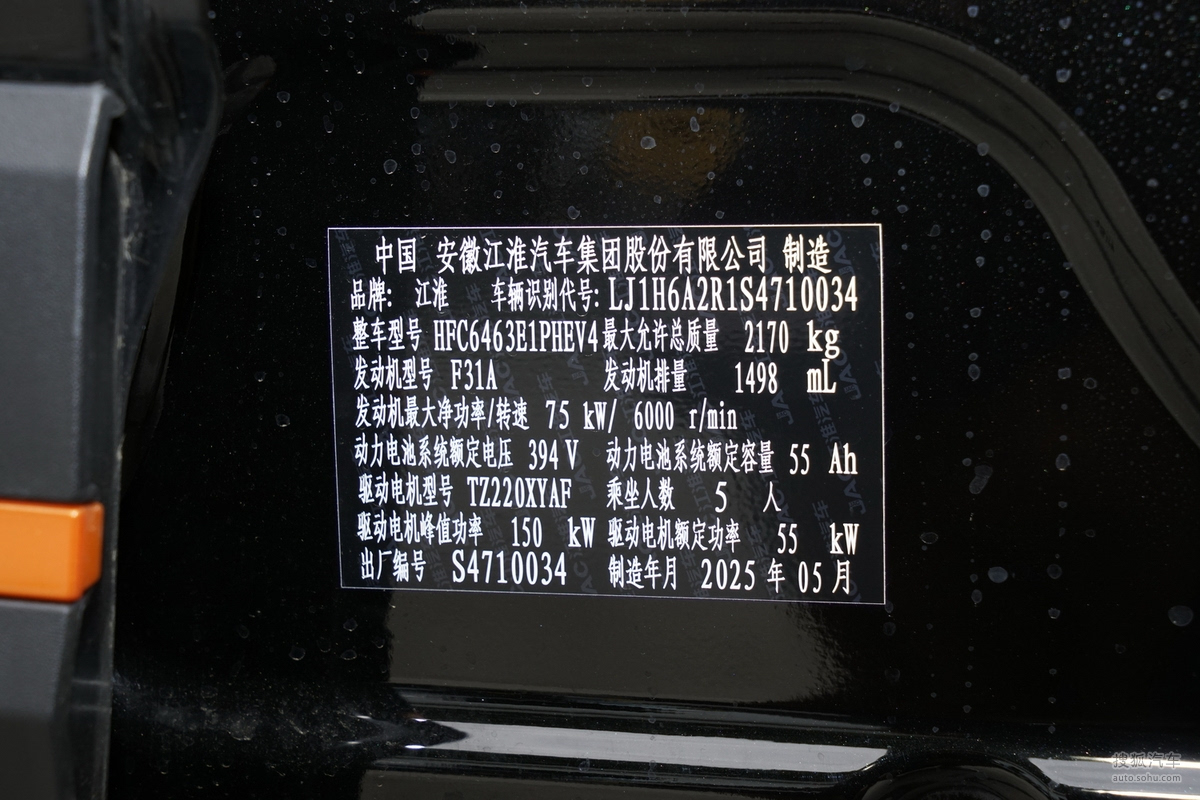 中国 安徽江淮汽车集团股份有限公司 制造
品牌: 江淮 车辆识别代号: LJ1H6A2R1S4710034
整车型号 HFC6463E1PHEV4 最大允许总质量 2170 kg
发动机型号 F31A 发动机排量 1498 mL
发动机最大净功率/转速 75 kW/ 6000 r/min
动力电池系统额定电压 394 V 动力电池系统额定容量 55 Ah
驱动电机型号 TZ220XYAF 乘坐人数 5 人
驱动电机峰值功率 150 kW 驱动电机额定功率 55 kW
出厂编号 S4710034 制造年月 2025 年 05 月
搜狐汽车
auto.sohu.com